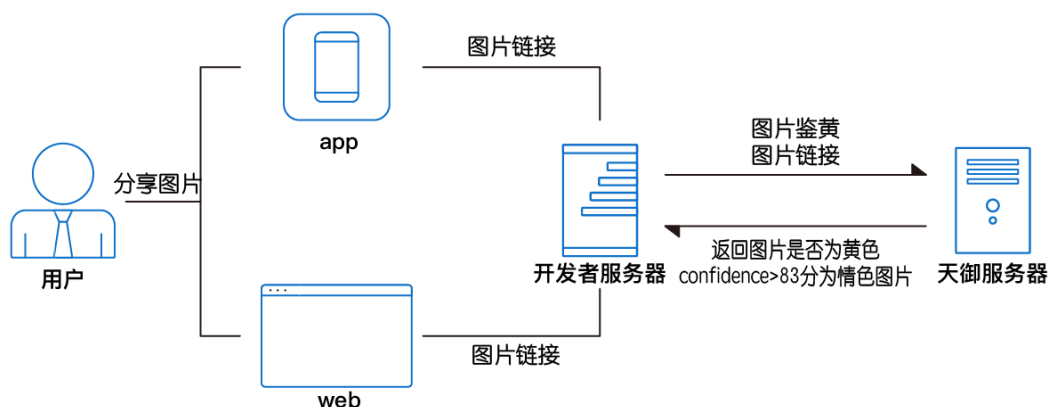 图片链接
app
图片鉴黄
图片链接
分享图片
用户
返回图片是否为黄色
confidence>83分为情色图片
开发者服务器
天御服务器
图片链接
web